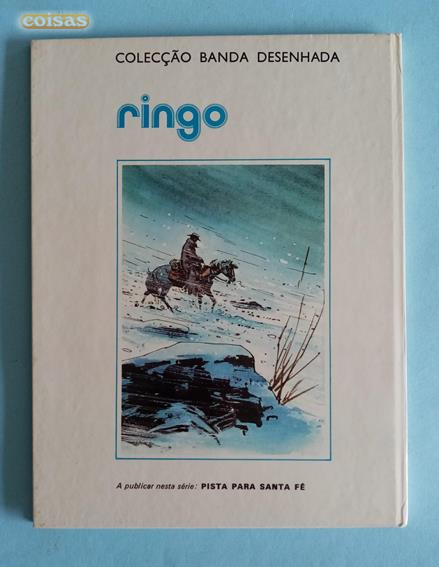 coisas
COLECÇÃO BANDA DESENHADA
ringo
A publicar nesta série: PISTA PARA SANTA FÉ